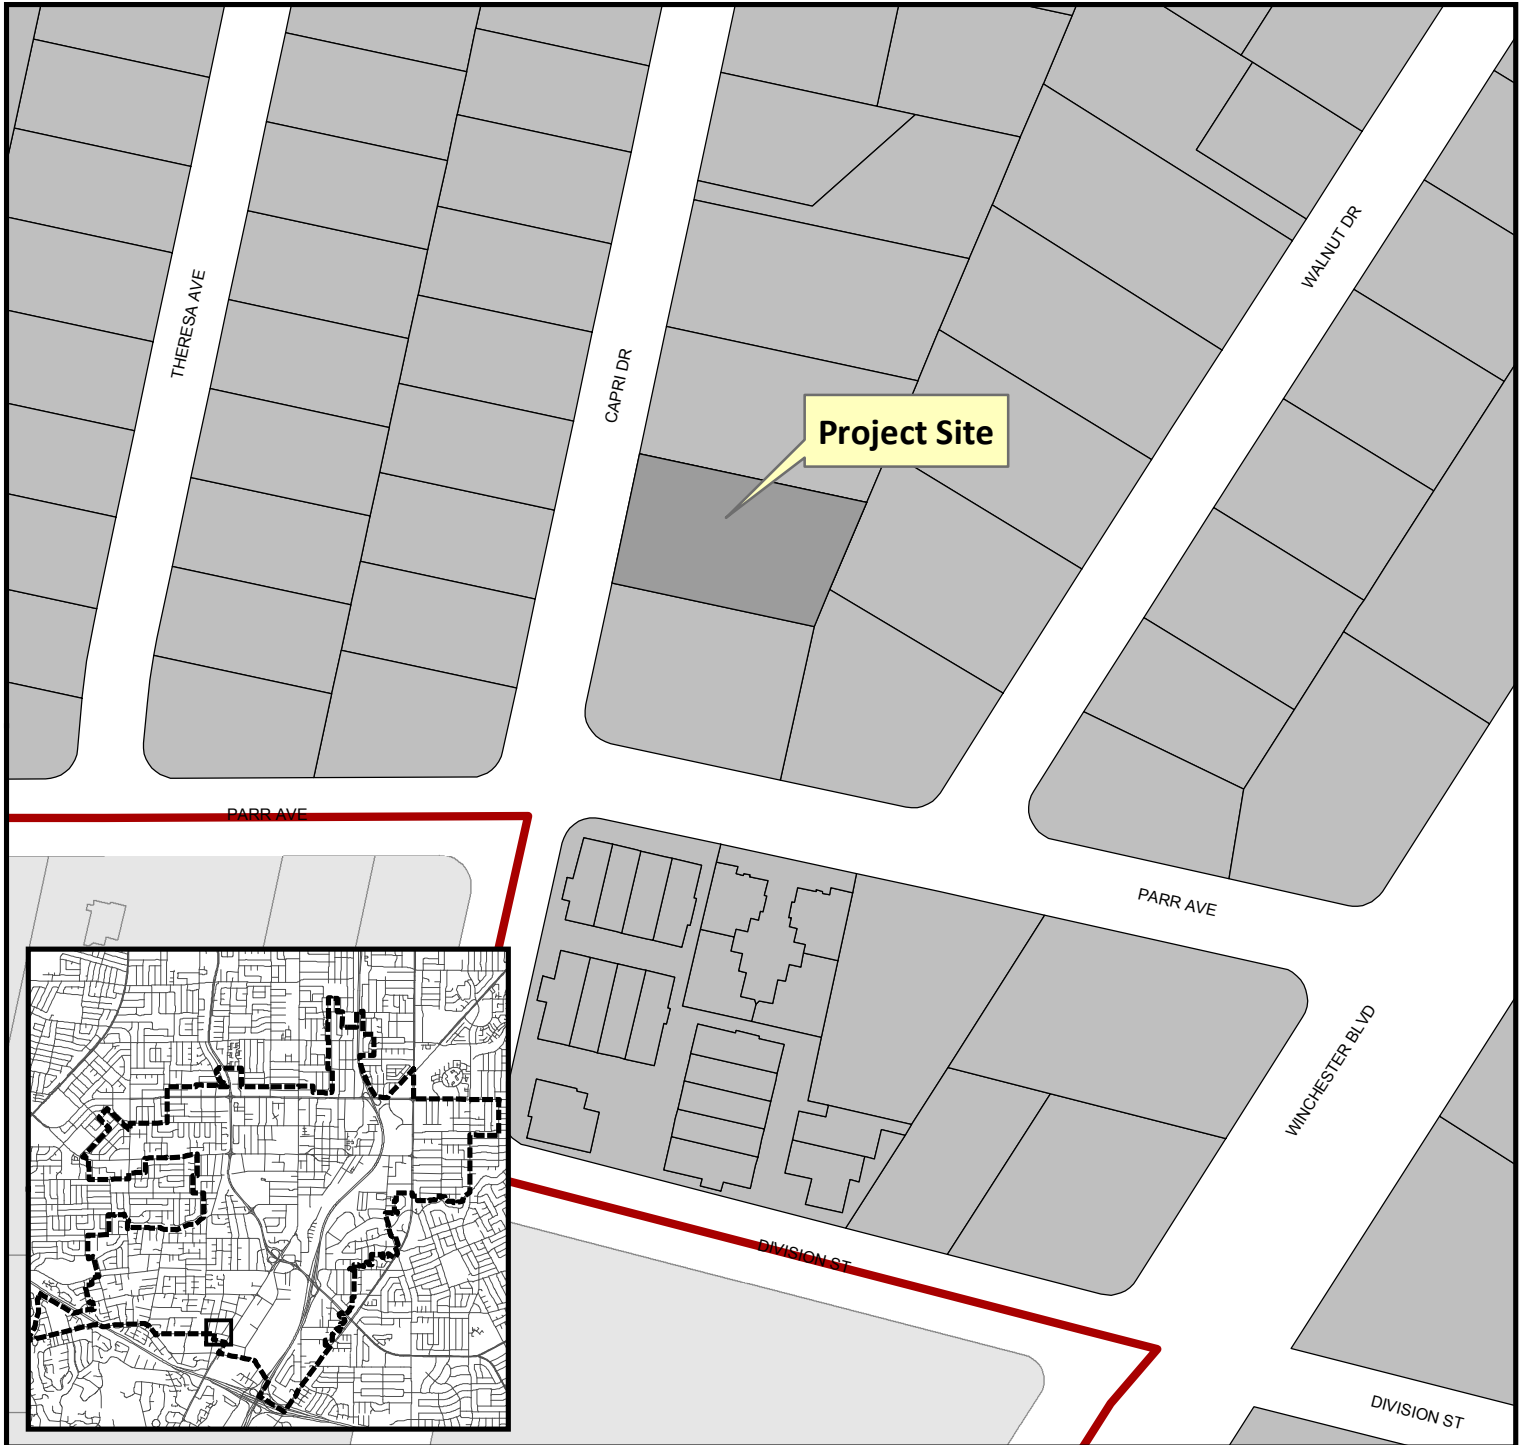 WALNUT DR
THERESA AVE
CAPRI DR
Project Site
PARR AVE
PARR AVE
WINCHESTER BLVD
DIVISION ST
DIVISION ST